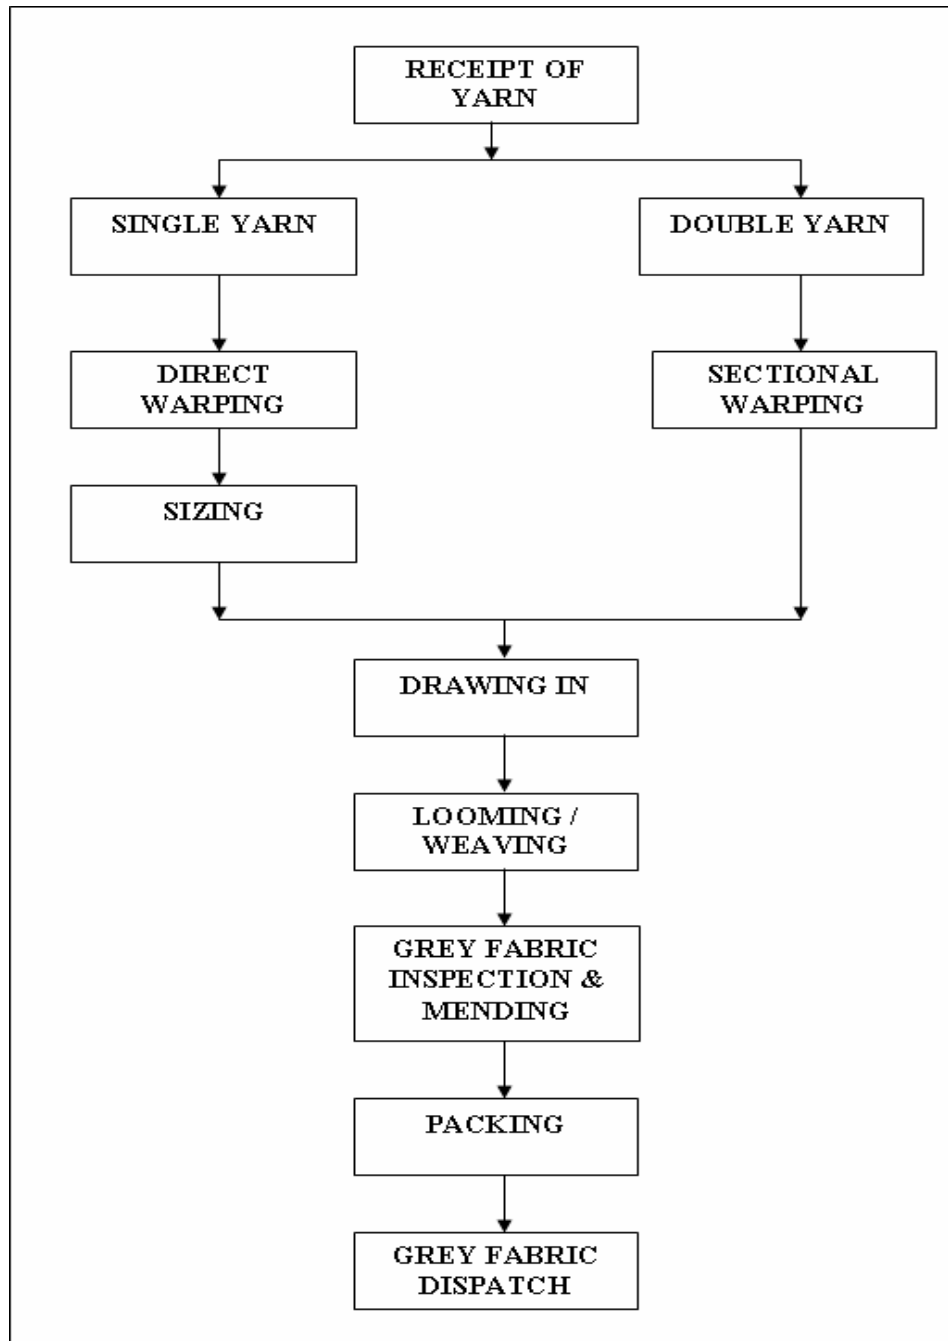 RECEIPT OF
YARN
SINGLE YARN
DOUBLE YARN
DIRECT
WARPING
SECTIONAL
WARPING
SIZING
DRAWING IN
LOOMING /
WEAVING
GREY FABRIC
INSPECTION &
MENDING
PACKING
GREY FABRIC
DISPATCH